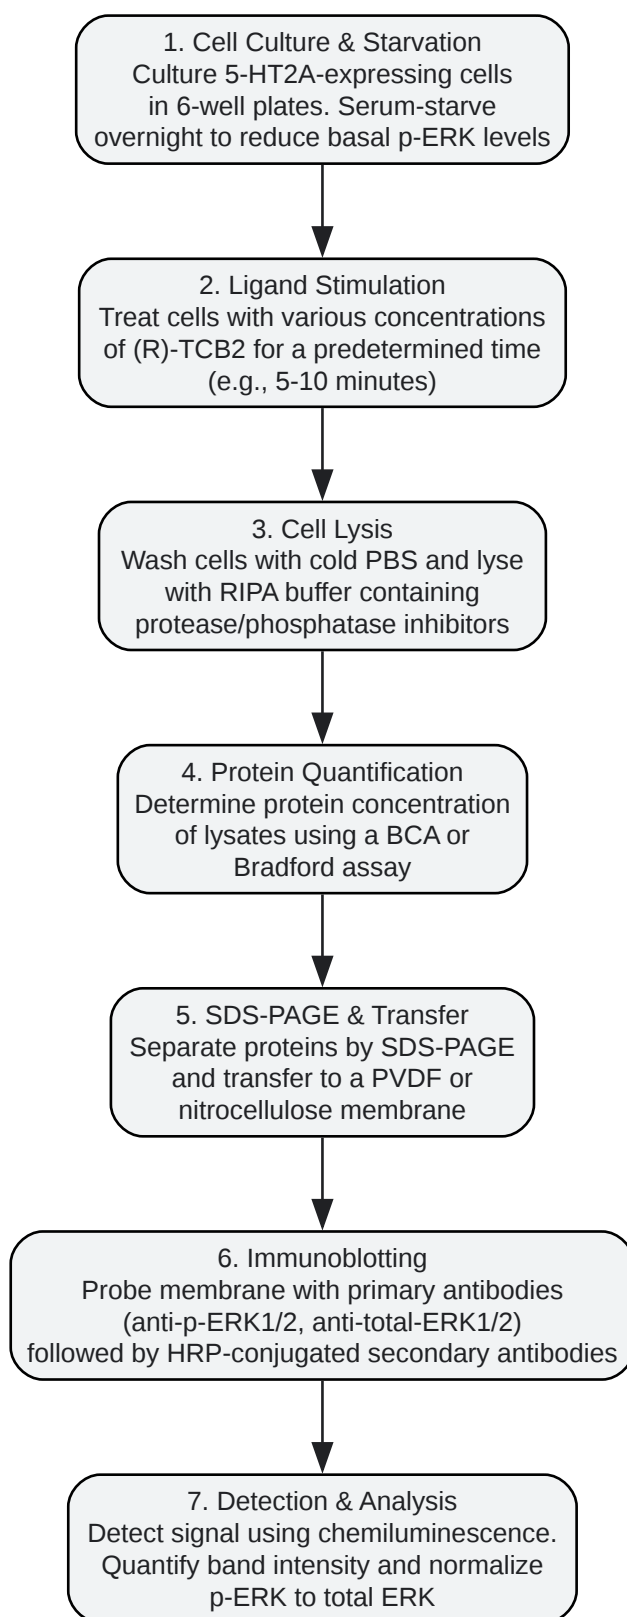 1. Cell Culture & Starvation
Culture 5-HT2A-expressing cells
in 6-well plates. Serum-starve
overnight to reduce basal p-ERK levels
2. Ligand Stimulation
Treat cells with various concentrations
of (R)-TCB2 for a predetermined time
(e.g., 5-10 minutes)
3. Cell Lysis
Wash cells with cold PBS and lyse
with RIPA buffer containing
protease/phosphatase inhibitors
4. Protein Quantification
Determine protein concentration
of lysates using a BCA or
Bradford assay
5. SDS-PAGE & Transfer
Separate proteins by SDS-PAGE
and transfer to a PVDF or
nitrocellulose membrane
6. Immunoblotting
Probe membrane with primary antibodies
(anti-p-ERK1/2, anti-total-ERK1/2)
followed by HRP-conjugated secondary antibodies
7. Detection & Analysis
Detect signal using chemiluminescence.
Quantify band intensity and normalize
p-ERK to total ERK